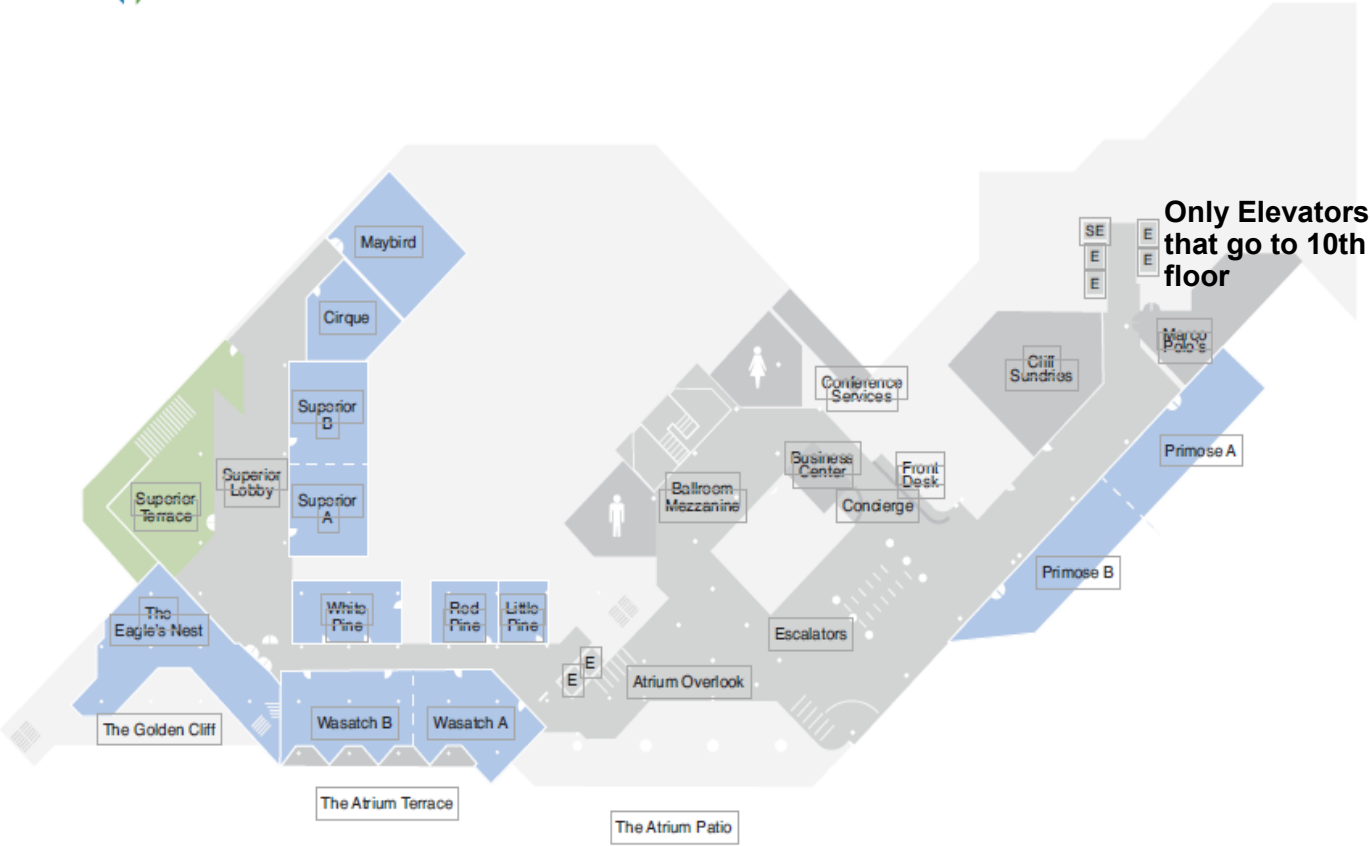 Only Elevators
that go to 10th
floor
SE
E
E
E
E
Maybird
Cirque
Superior
B
Superior
A
Superior
Lobby
Superior
Terrace
Conference
Services
Cliff
Sundries
Marco
Polo's
Primose A
Primose B
Business
Center
Front
Desk
Concierge
Ballroom
Mezzanine
The
Eagle's Nest
White
Pine
Red
Pine
Little
Pine
Escalators
E
E
Atrium Overlook
The Golden Cliff
Wasatch B
Wasatch A
The Atrium Terrace
The Atrium Patio